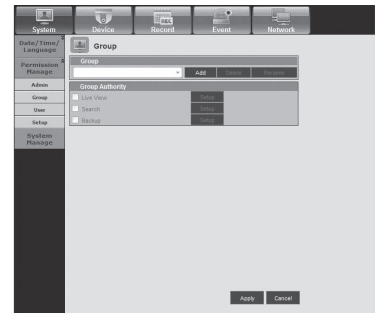 System Device Record Event Network
Date/Time/
Language
Group
Permission
Manage
Group
Add Delete Rename
Admin
Group Authority
Group
Live View Setup
User
Search Setup
Setup
Backup Setup
System
Manage
Apply Cancel